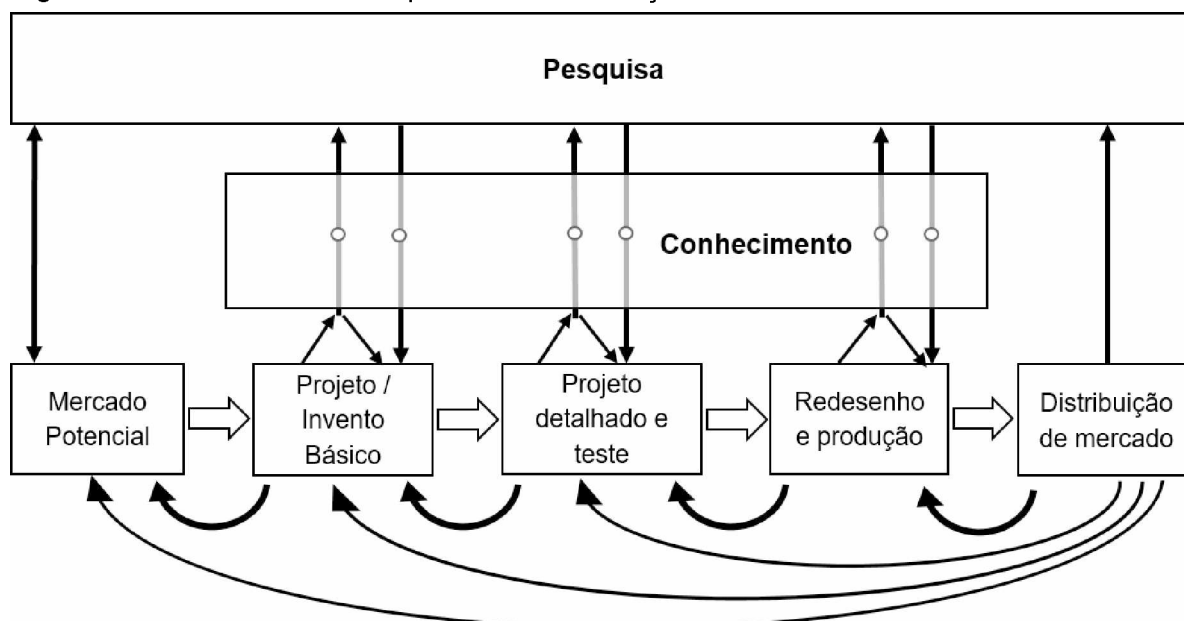 Pesquisa
Conhecimento
Mercado
Potencial
Projeto /
Invento
Básico
Projeto
detalhado e
teste
Redesenho
e produção
Distribuição
de mercado